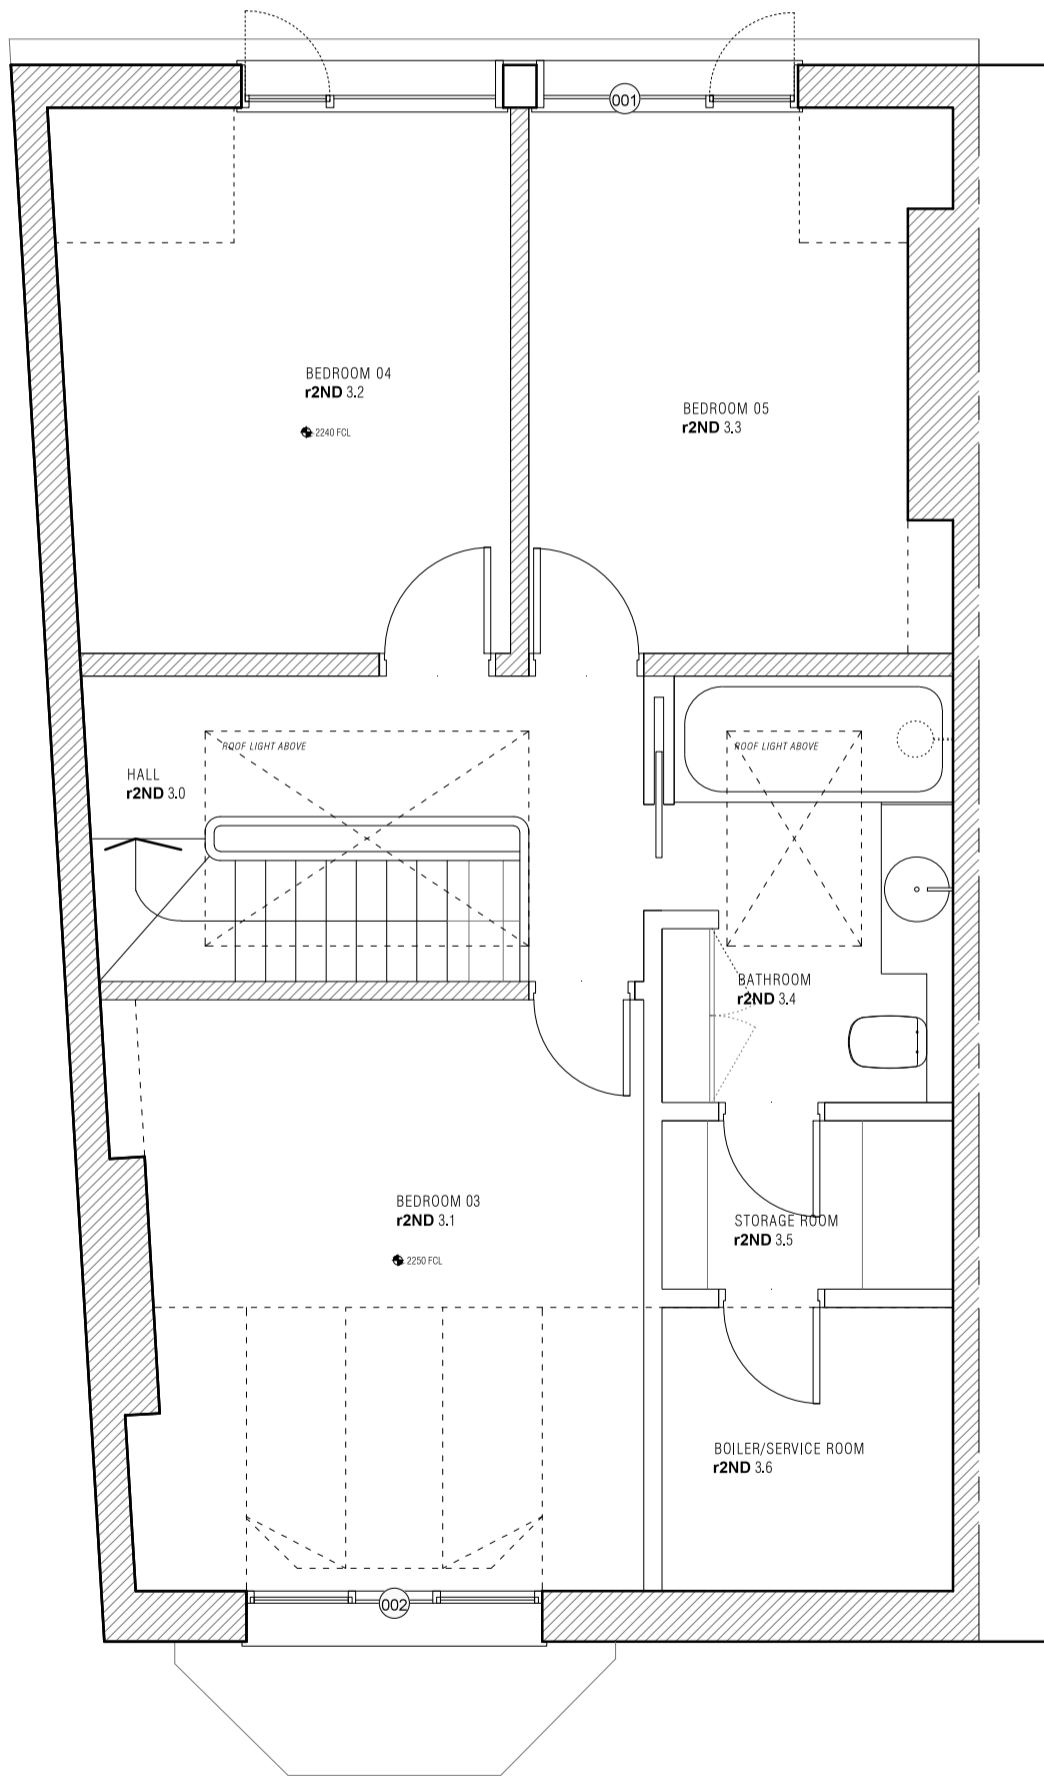 001
BEDROOM 04
r2ND 3.2
2240 FCL
BEDROOM 05
r2ND 3.3
ROOF LIGHT ABOVE
ROOF LIGHT ABOVE
HALL
r2ND 3.0
BATHROOM
r2ND 3.4
BEDROOM 03
r2ND 3.1
2250 FCL
STORAGE ROOM
r2ND 3.5
BOILER/SERVICE ROOM
r2ND 3.6
002